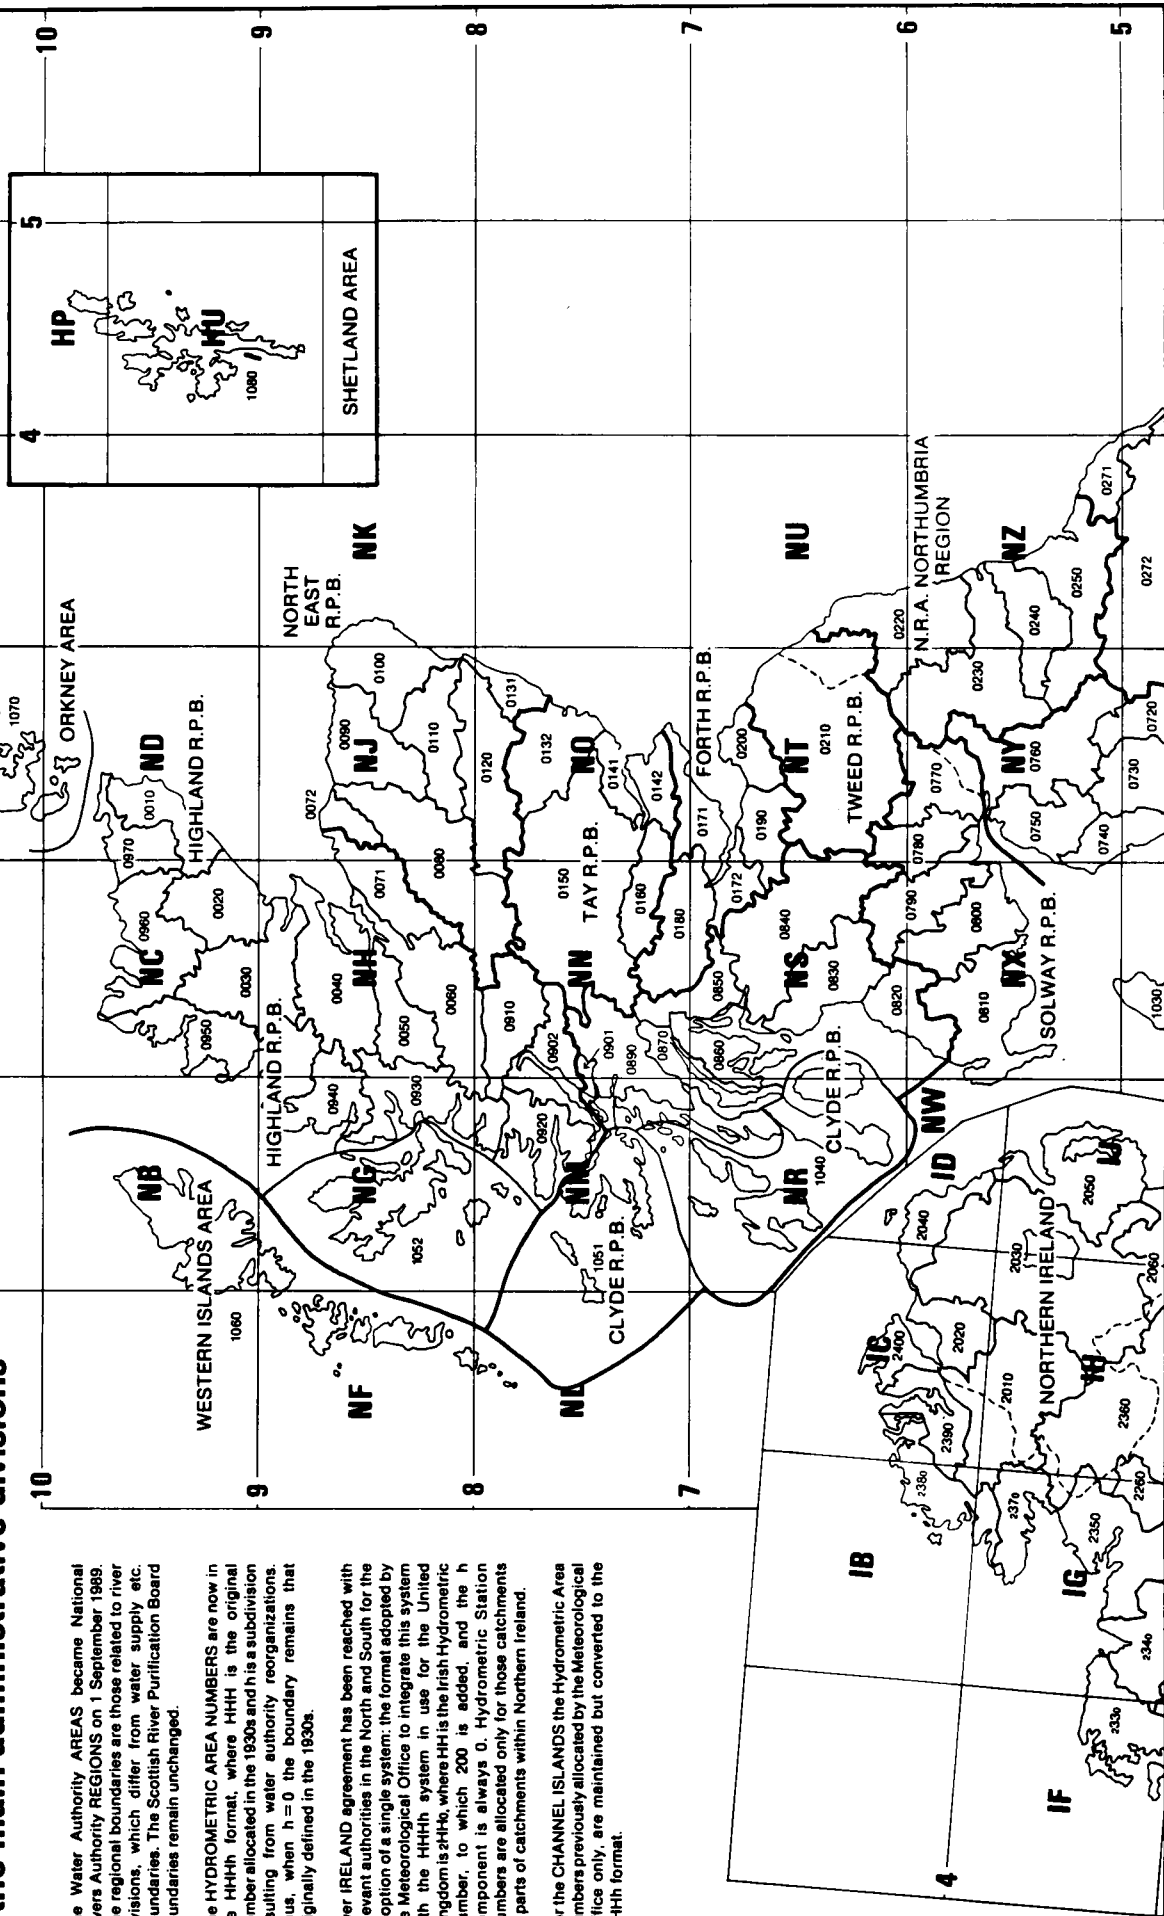 the main administrative divisions
e Water Authority AREAS became National
vers Authority REGIONS on 1 September 1989.
e regional boundaries are those related to river
visions, which differ from water supply etc.
undaries. The Scottish River Purification Board
undaries remain unchanged.
e HYDROMETRIC AREA NUMBERS are now in
e HHHh format, where HHH is the original
mber allocated in the 1930s and h is a subdivision
sulting from water authority reorganizations.
us, when h = 0 the boundary remains that
ginally defined in the 1930s.
er IRELAND agreement has been reached with
evant authorities in the North and South for the
option of a single system: the format adopted by
e Meteorological Office to integrate this system
th the HHHh system in use for the United
ngdom is 2HHo, where HH is the Irish Hydrometric
mber, to which 200 is added, and the h
mponent is always 0. Hydrometric Station
mbers are allocated only for those catchments
parts of catchments within Northern Ireland.
r the CHANNEL ISLANDS the Hydrometric Area
mbers previously allocated by the Meteorological
fice only, are maintained but converted to the
HHh format.
10
4
5
10
1070
ORKNEY AREA
HP
HU
1080
SHETLAND AREA
WESTERN ISLANDS AREA
NB
1060
NC
0950
0960
0970
0010
ND
HIGHLAND R.P.B.
0030
0020
9
9
HIGHLAND R.P.B.
NF
NG
1052
0940
0930
0040
NH
0050
0060
0071
0072
0080
0090
NJ
0100
0110
0120
NORTH
EAST
R.P.B.
NK
8
8
NL
NM
0920
0902
0910
NN
0901
0890
0150
TAY R.P.B.
0131
0132
NO
0141
0142
0160
CLYDE R.P.B.
1051
0870
0860
0850
0180
0171
FORTH R.P.B.
7
7
NR
1040
CLYDE R.P.B.
NS
0830
0840
0172
0190
0200
NT
0210
TWEED R.P.B.
NU
6
0820
0790
0780
0770
0220
N.R.A. NORTHUMBRIA
REGION
NW
0810
0800
NX
SOLWAY R.P.B.
0230
0240
0250
NZ
NY
0760
0750
0740
0730
0720
0271
0272
5
1030
IB
IC
ID
2400
2040
2390
2380
2020
2030
2010
2370
NORTHERN IRELAND
2050
IJ
2060
IH
2360
2260
2350
IG
2340
2330
IF
4